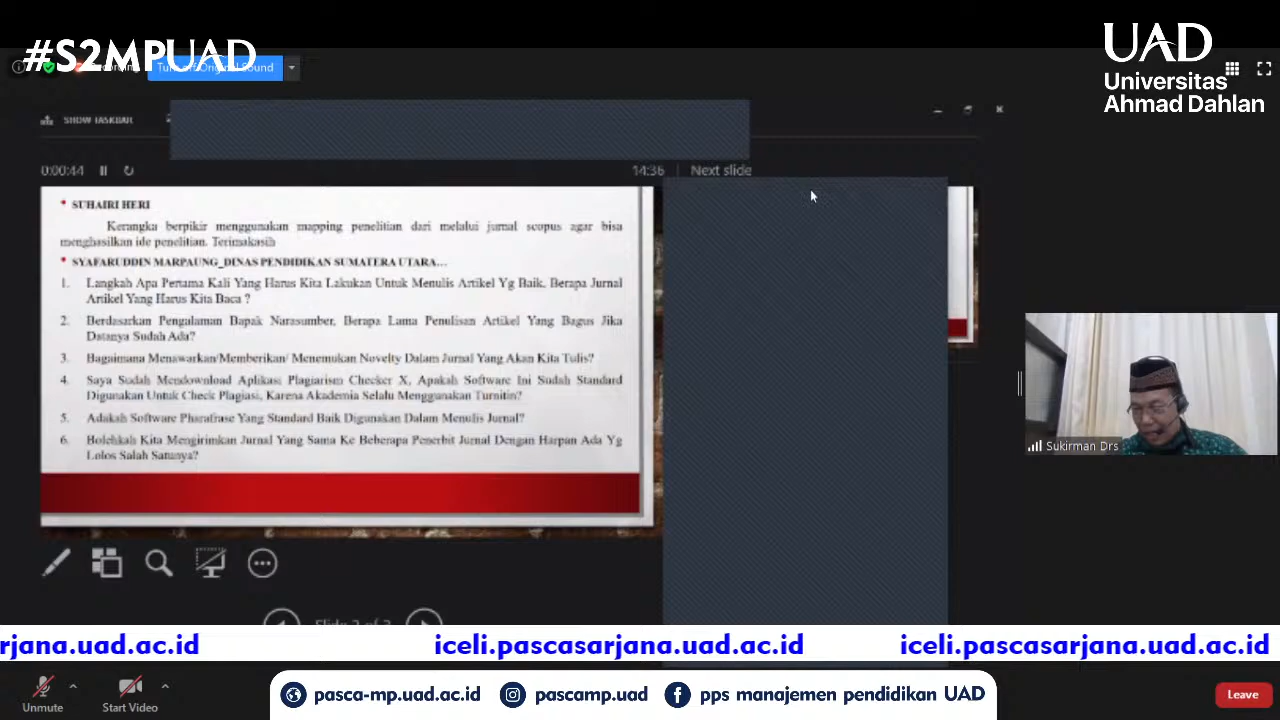 #S2MPUAD
UAD
Universitas
Ahmad Dahlan
Turn off Original Sound
SHOW TASKBAR
0:00:44
14:36
Next slide
SUHAIRI HERI
Kerangka berpikir menggunakan mapping penelitian dari melalui jurnal scopus agar bisa
menghasilkan ide penelitian. Terimakasih
SYAFARUDDIN MARPAUNG_DINAS PENDIDIKAN SUMATERA UTARA...
1. Langkah Apa Pertama Kali Yang Harus Kita Lakukan Untuk Menulis Artikel Yg Baik. Berapa Jurnal
Artikel Yang Harus Kita Baca ?
2. Berdasarkan Pengalaman Bapak Narasumber, Berapa Lama Penulisan Artikel Yang Bagus Jika
Datanya Sudah Ada?
3. Bagaimana Menawarkan/Memberikan/ Menemukan Novelty Dalam Jurnal Yang Akan Kita Tulis?
4. Saya Sudah Mendownload Aplikasi Plagiarism Checker X, Apakah Software Ini Sudah Standard
Digunakan Untuk Check Plagiasi, Karena Akademia Selalu Menggunakan Turnitin?
5. Adakah Software Pharafrase Yang Standard Baik Digunakan Dalam Menulis Jurnal?
6. Bolehkah Kita Mengirimkan Jurnal Yang Sama Ke Beberapa Penerbit Jurnal Dengan Harpan Ada Yg
Lolos Salah Satunya?
Sukirman Drs
rjana.uad.ac.id iceli.pascasarjana.uad.ac.id iceli.pascasarjana.uad.ac.id
Unmute
Start Video
pasca-mp.uad.ac.id
pascamp.uad
pps manajemen pendidikan UAD
Leave